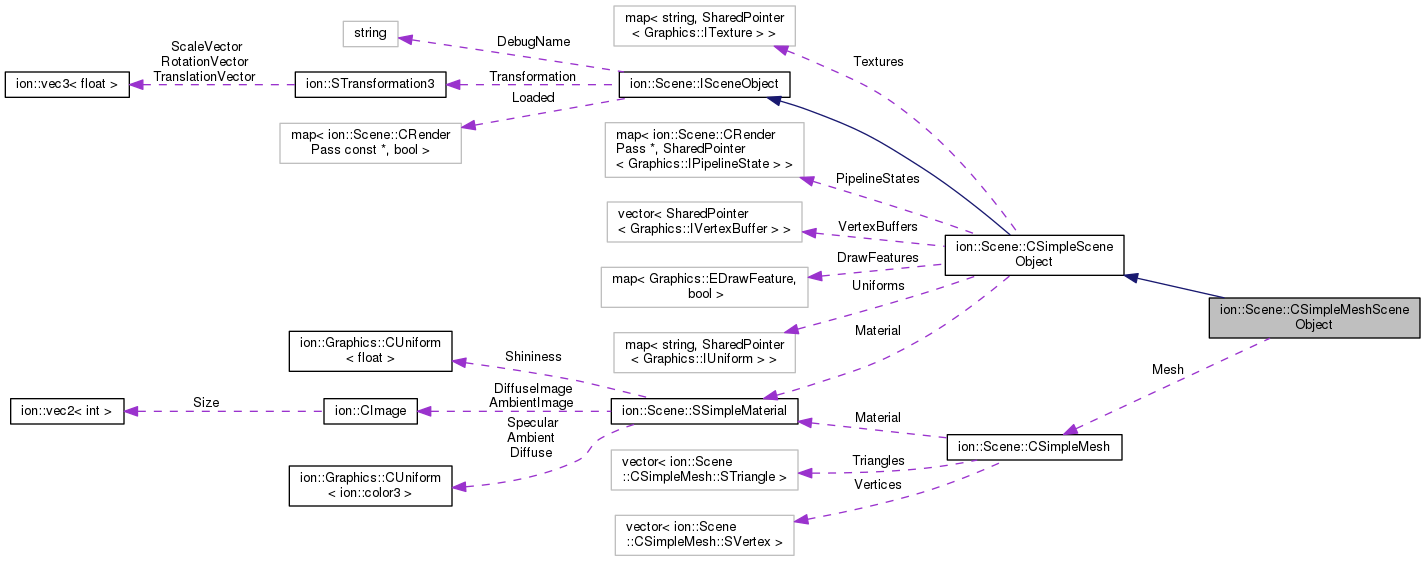 map< string, SharedPointer
< Graphics::ITexture > >
string
DebugName
ScaleVector
RotationVector
TranslationVector
Textures
ion::vec3< float >
ion::STransformation3
Transformation
ion::Scene::ISceneObject
Loaded
map< ion::Scene::CRender
Pass const *, bool >
map< ion::Scene::CRender
Pass *, SharedPointer
< Graphics::IPipelineState > >
PipelineStates
vector< SharedPointer
< Graphics::IVertexBuffer > >
VertexBuffers
ion::Scene::CSimpleScene
Object
DrawFeatures
map< Graphics::EDrawFeature,
bool >
Uniforms
ion::Scene::CSimpleMeshScene
Object
map< string, SharedPointer
< Graphics::IUniform > >
Material
ion::Graphics::CUniform
< float >
Shininess
Mesh
DiffuseImage
AmbientImage
ion::vec2< int >
Size
ion::CImage
ion::Scene::SSimpleMaterial
Material
Specular
Ambient
Diffuse
ion::Scene::CSimpleMesh
vector< ion::Scene
::CSimpleMesh::STriangle >
Triangles
ion::Graphics::CUniform
< ion::color3 >
Vertices
vector< ion::Scene
::CSimpleMesh::SVertex >